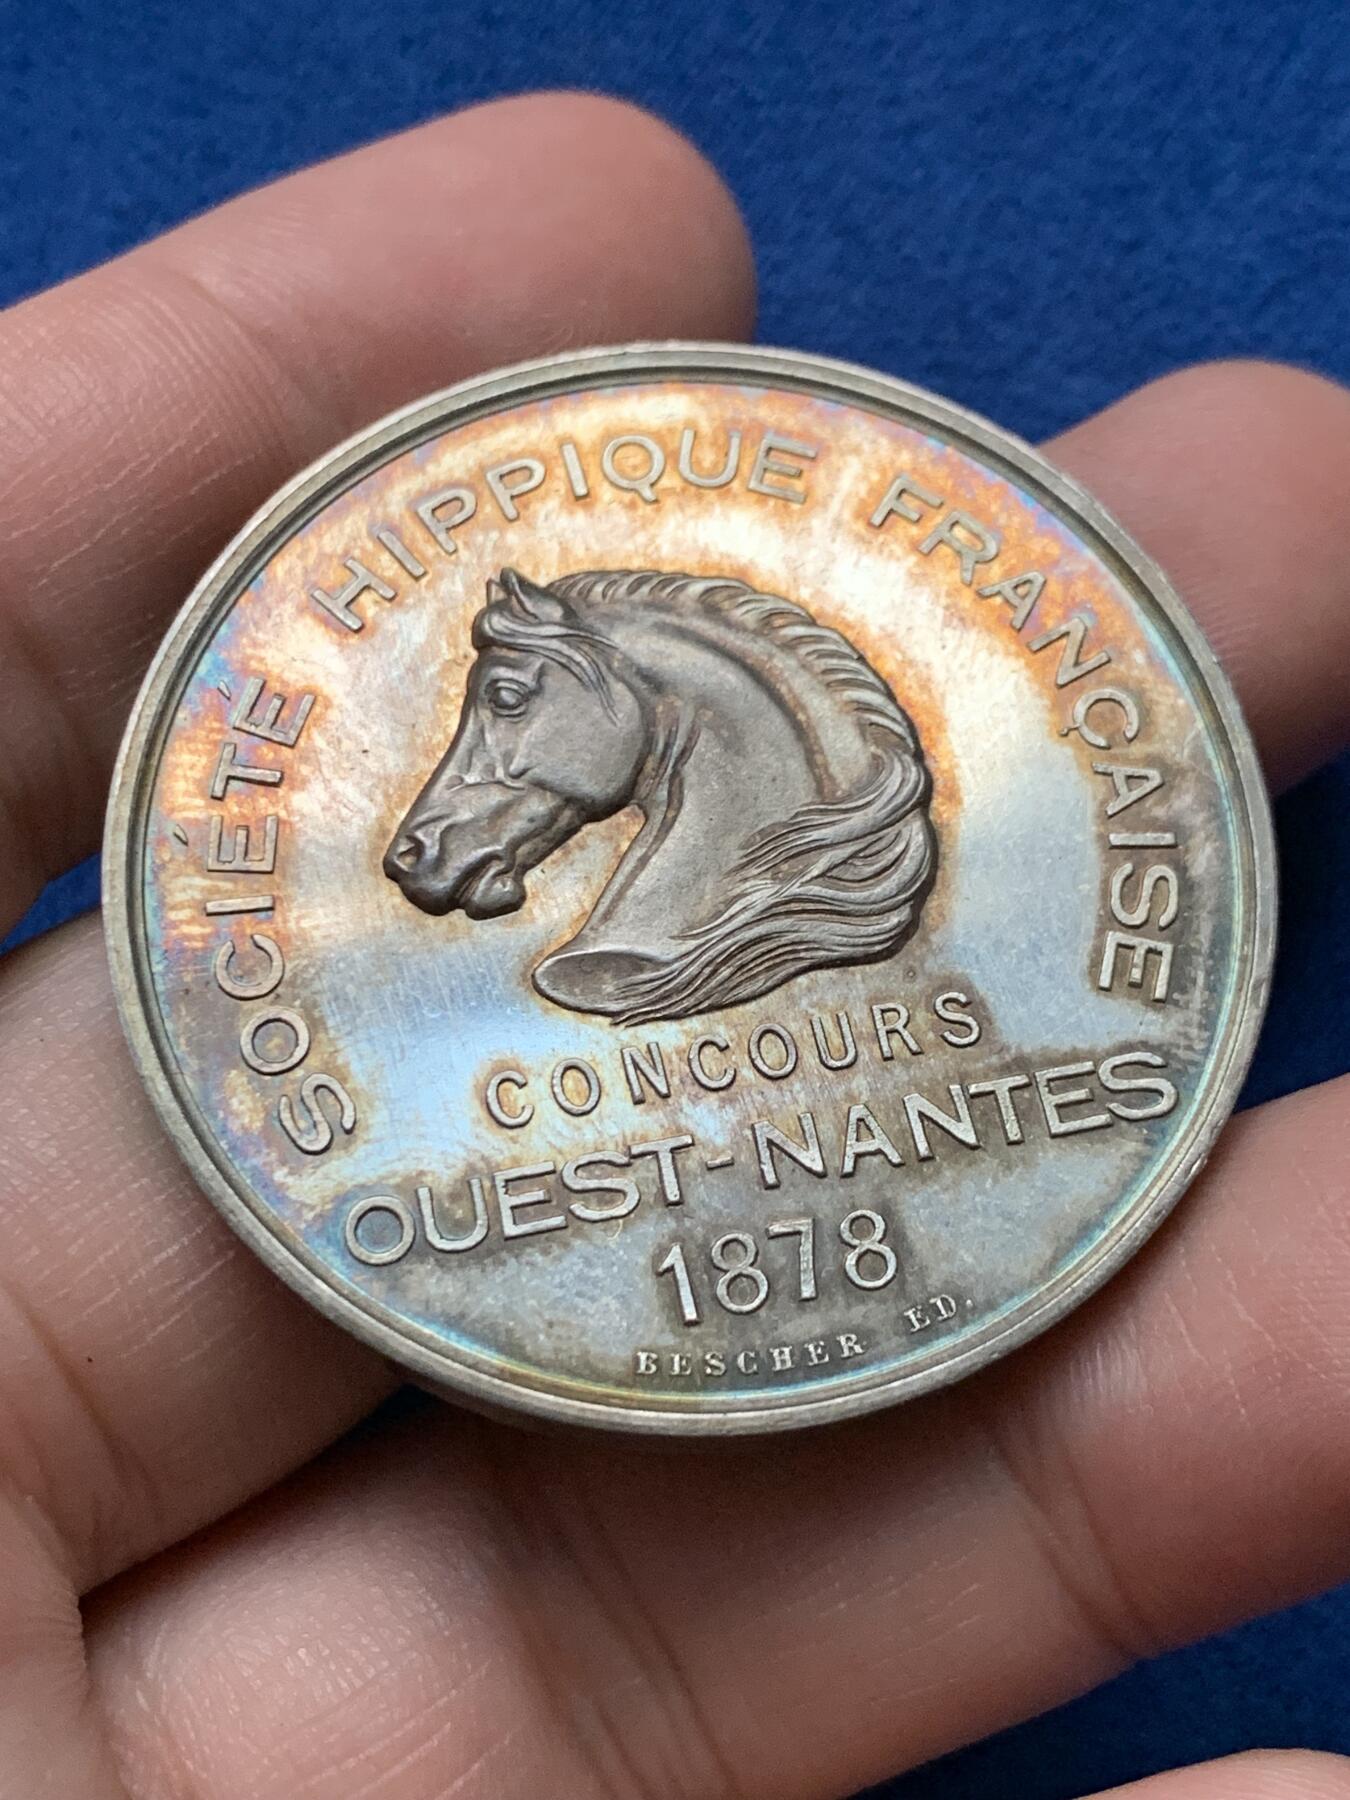 SOCIÉTÉ HIPPIQUE FRANÇAISE
CONCOURS
OUEST-NANTES
1878
BESCHER ED.